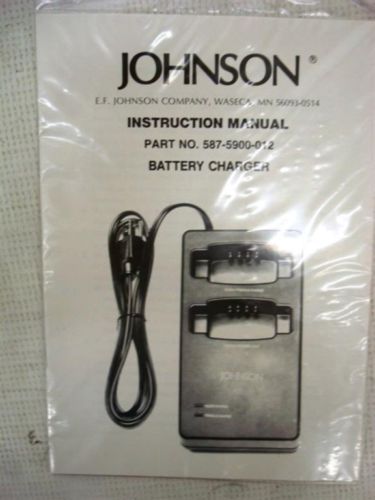 JOHNSON®
E.F. JOHNSON COMPANY, WASECA, MN 56093-0514
INSTRUCTION MANUAL
PART NO. 587-5900-012
BATTERY CHARGER
JOHNSON